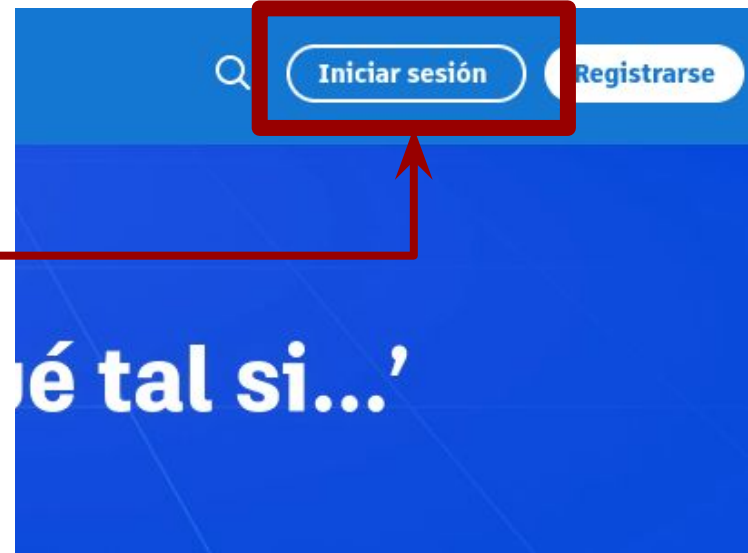 Iniciar sesión
Registrarse
é tal si...’